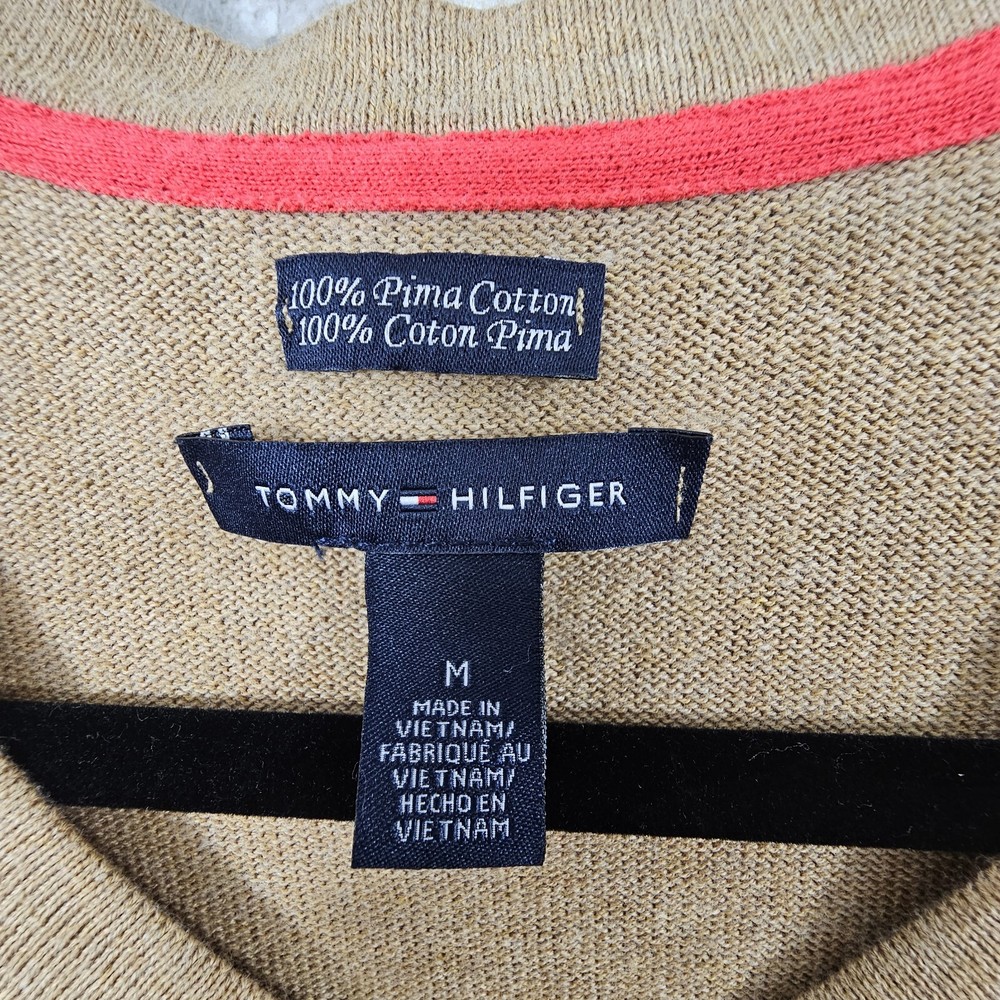 100% Pima Cotton
100% Coton Pima
TOMMY HILFIGER
M
MADE IN
VIETNAM/
FABRIQUÉ AU
VIETNAM/
HECHO EN
VIETNAM